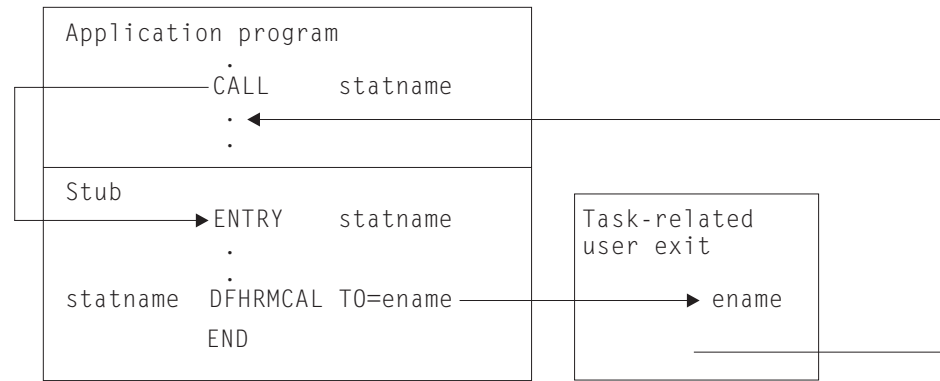 Application program
.
CALL statname
.
.
Stub
ENTRY statname
.
.
statname DFHRMCAL TO=ename
END
Task-related
user exit
ename